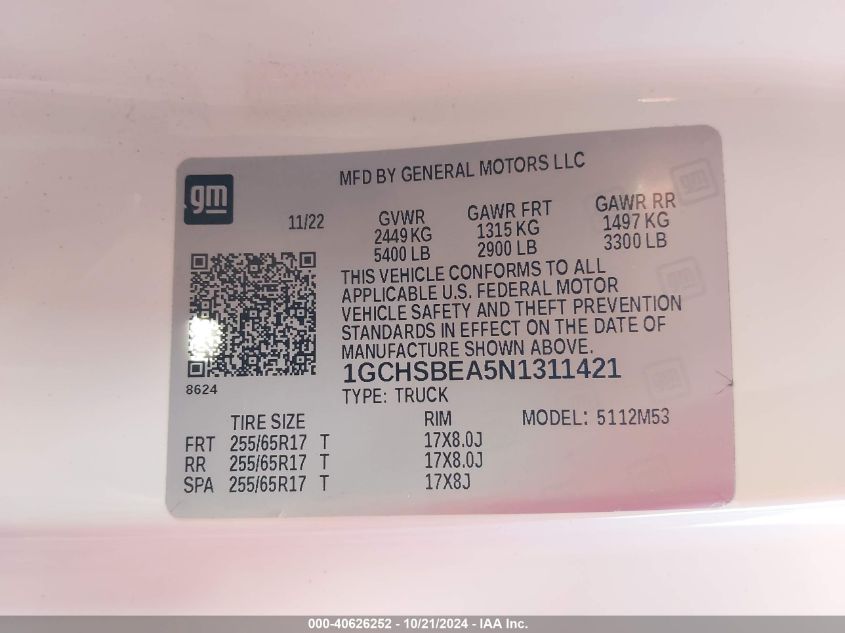 gm
MFD BY GENERAL MOTORS LLC
11/22
GVWR GAWR FRT GAWR RR
2449 KG 1315 KG 1497 KG
5400 LB 2900 LB 3300 LB
THIS VEHICLE CONFORMS TO ALL
APPLICABLE U.S. FEDERAL MOTOR
VEHICLE SAFETY AND THEFT PREVENTION
STANDARDS IN EFFECT ON THE DATE OF
MANUFACTURE SHOWN ABOVE.
8624
1GCHSBEA5N1311421
TYPE: TRUCK
TIRE SIZE RIM MODEL: 5112M53
FRT 255/65R17 T 17X8.0J
RR 255/65R17 T 17X8.0J
SPA 255/65R17 T 17X8J
000-40626252 - 10/21/2024 - IAA Inc.